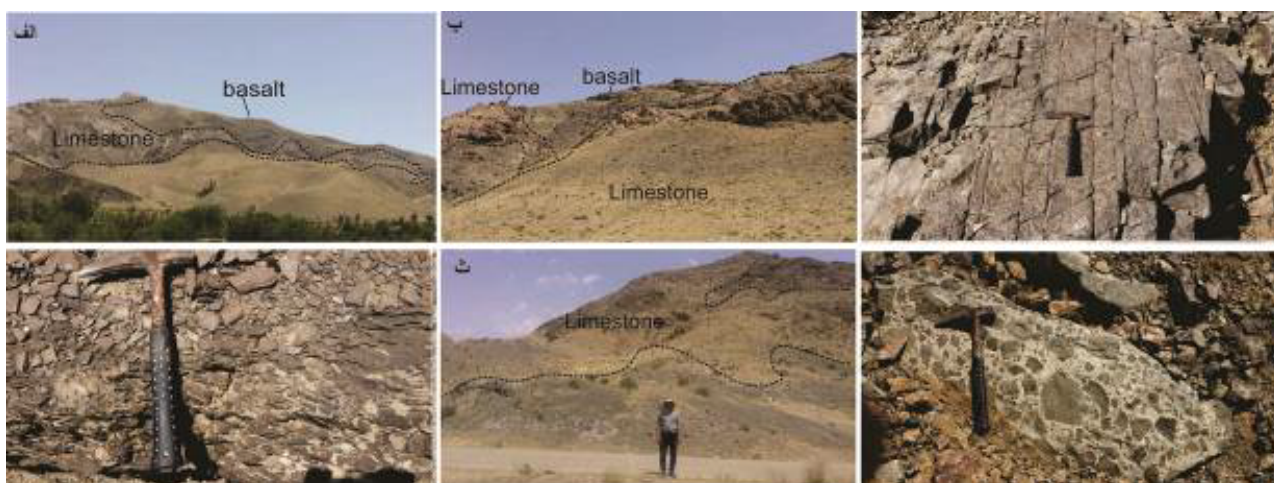 الف
basalt
Limestone
ب
Limestone
basalt
Limestone
ث
Limestone